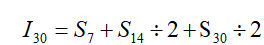 I₃₀ = S₇ + S₁₄ ÷ 2 + S₃₀ ÷ 2